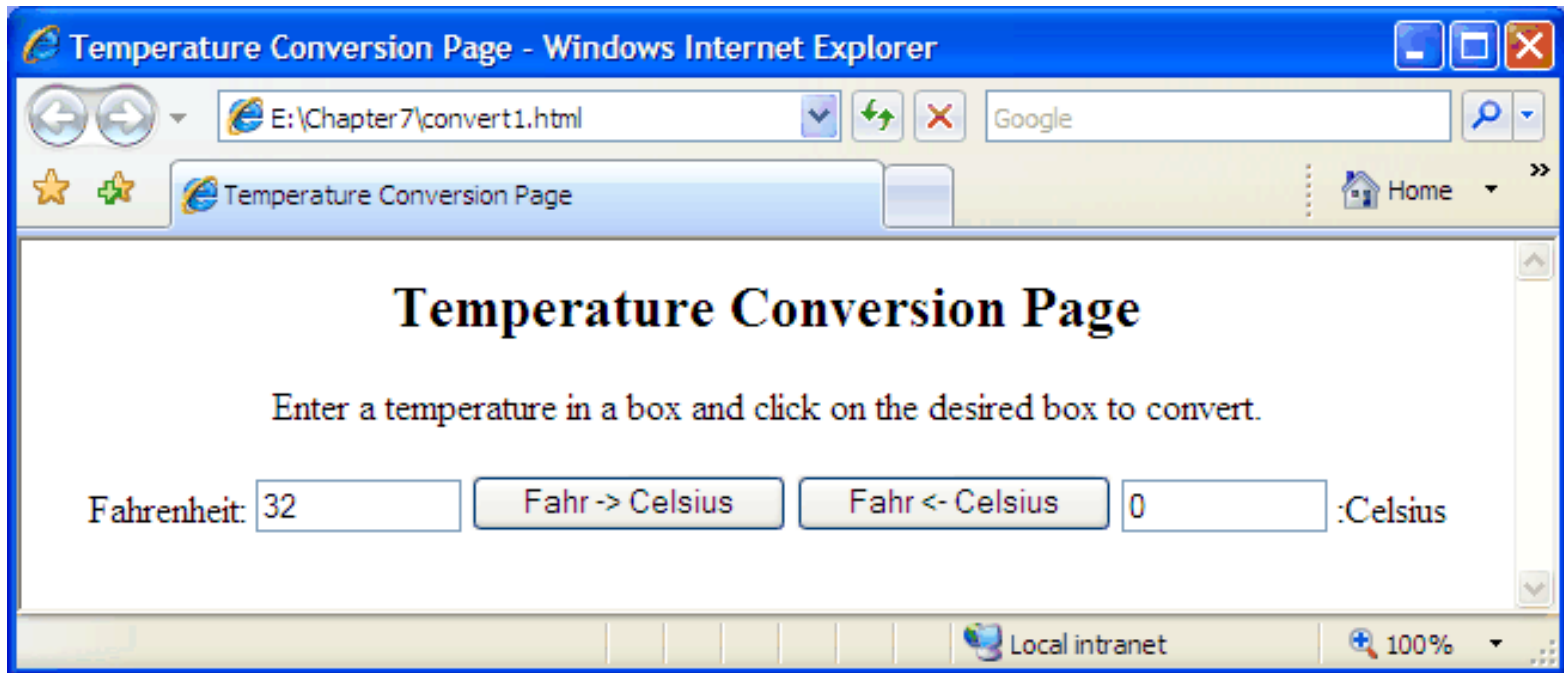 Temperature Conversion Page - Windows Internet Explorer
E:\Chapter7\convert1.html
Google
Temperature Conversion Page
Home
Temperature Conversion Page
Enter a temperature in a box and click on the desired box to convert.
Fahrenheit: 32 Fahr -> Celsius Fahr <- Celsius 0 :Celsius
Local intranet 100%